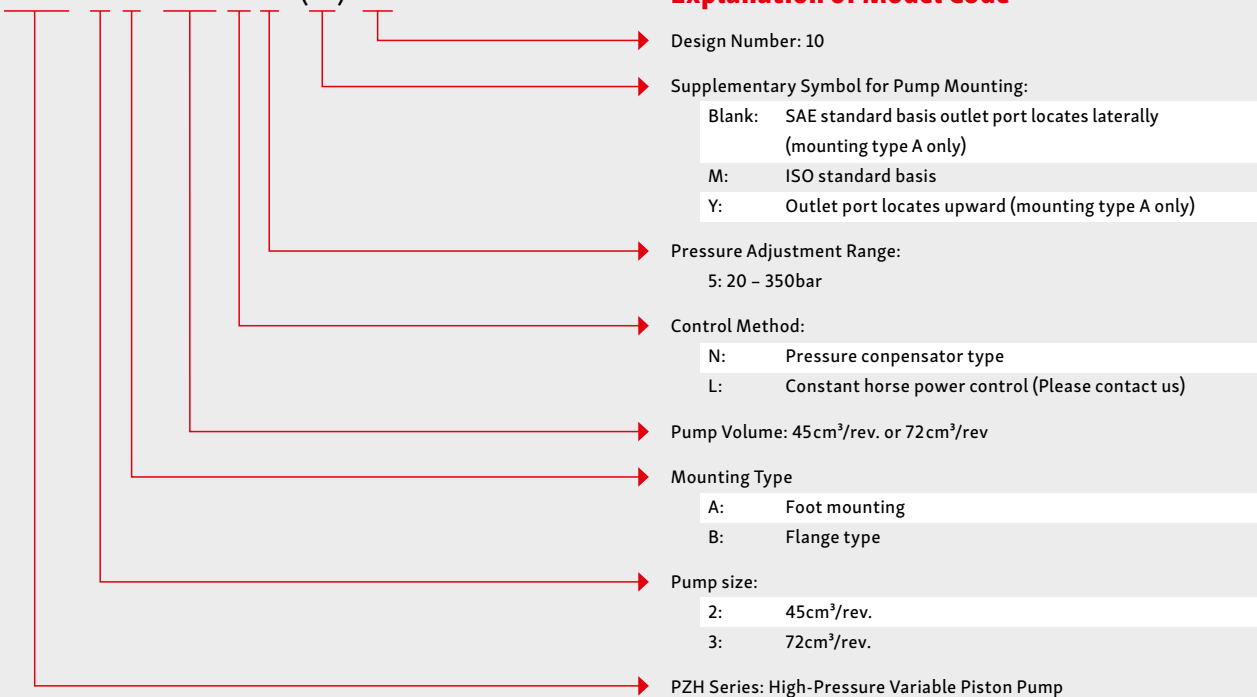 Explanation of Model Code
Design Number: 10
Supplementary Symbol for Pump Mounting:
Blank: SAE standard basis outlet port locates laterally
(mounting type A only)
M: ISO standard basis
Y: Outlet port locates upward (mounting type A only)
Pressure Adjustment Range:
5: 20 – 350bar
Control Method:
N: Pressure conpensator type
L: Constant horse power control (Please contact us)
Pump Volume: 45cm³/rev. or 72cm³/rev
Mounting Type
A: Foot mounting
B: Flange type
Pump size:
2: 45cm³/rev.
3: 72cm³/rev.
PZH Series: High-Pressure Variable Piston Pump